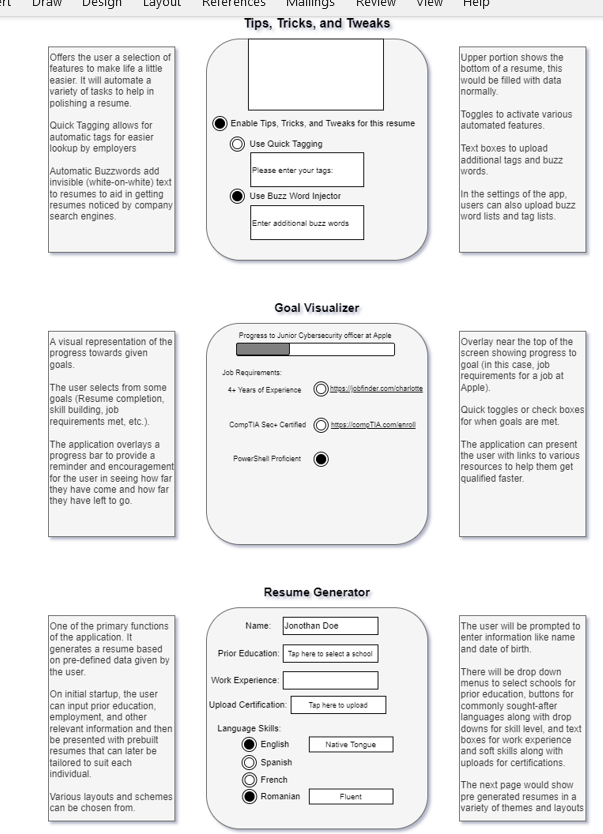 Draw Design Layout References Mailings Review View Help
Tips, Tricks, and Tweaks
Offers the user a selection of
features to make life a little
easier. It will automate a
variety of tasks to help in
polishing a resume.
Quick Tagging allows for
automatic tags for easier
lookup by employers
Automatic Buzzwords add
invisible (white-on-white) text
to resumes to aid in getting
resumes noticed by company
search engines.
Enable Tips, Tricks, and Tweaks for this resume
Use Quick Tagging
Please enter your tags:
Use Buzz Word Injector
Enter additional buzz words
Upper portion shows the
bottom of a resume, this
would be filled with data
normally.
Toggles to activate various
automated features.
Text boxes to upload
additional tags and buzz
words.
In the settings of the app,
users can also upload buzz
word lists and tag lists.
Goal Visualizer
A visual representation of the
progress towards given
goals.
The user selects from some
goals (Resume completion,
skill building, job
requirements met, etc.).
The application overlays a
progress bar to provide a
reminder and encouragement
for the user in seeing how far
they have come and how far
they have left to go.
Progress to Junior Cybersecurity officer at Apple
Job Requirements:
4+ Years of Experience https://jobfinder.com/charlotte
CompTIA Sec+ Certified https://compTIA.com/enroll
PowerShell Proficient
Overlay near the top of the
screen showing progress to
goal (in this case, job
requirements for a job at
Apple).
Quick toggles or check boxes
for when goals are met.
The application can present
the user with links to various
resources to help them get
qualified faster.
Resume Generator
One of the primary functions
of the application. It
generates a resume based
on pre-defined data given by
the user.
On initial startup, the user
can input prior education,
employment, and other
relevant information and then
be presented with prebuilt
resumes that can later be
tailored to suit each
individual.
Various layouts and schemes
can be chosen from.
Name: Jonothan Doe
Prior Education: Tap here to select a school
Work Experience:
Upload Certification: Tap here to upload
Language Skills:
English Native Tongue
Spanish
French
Romanian Fluent
The user will be prompted to
enter information like name
and date of birth.
There will be drop down
menus to select schools for
prior education, buttons for
commonly sought-after
languages along with drop
downs for skill level, and text
boxes for work experience
and soft skills along with
uploads for certifications.
The next page would show
pre generated resumes in a
variety of themes and layouts